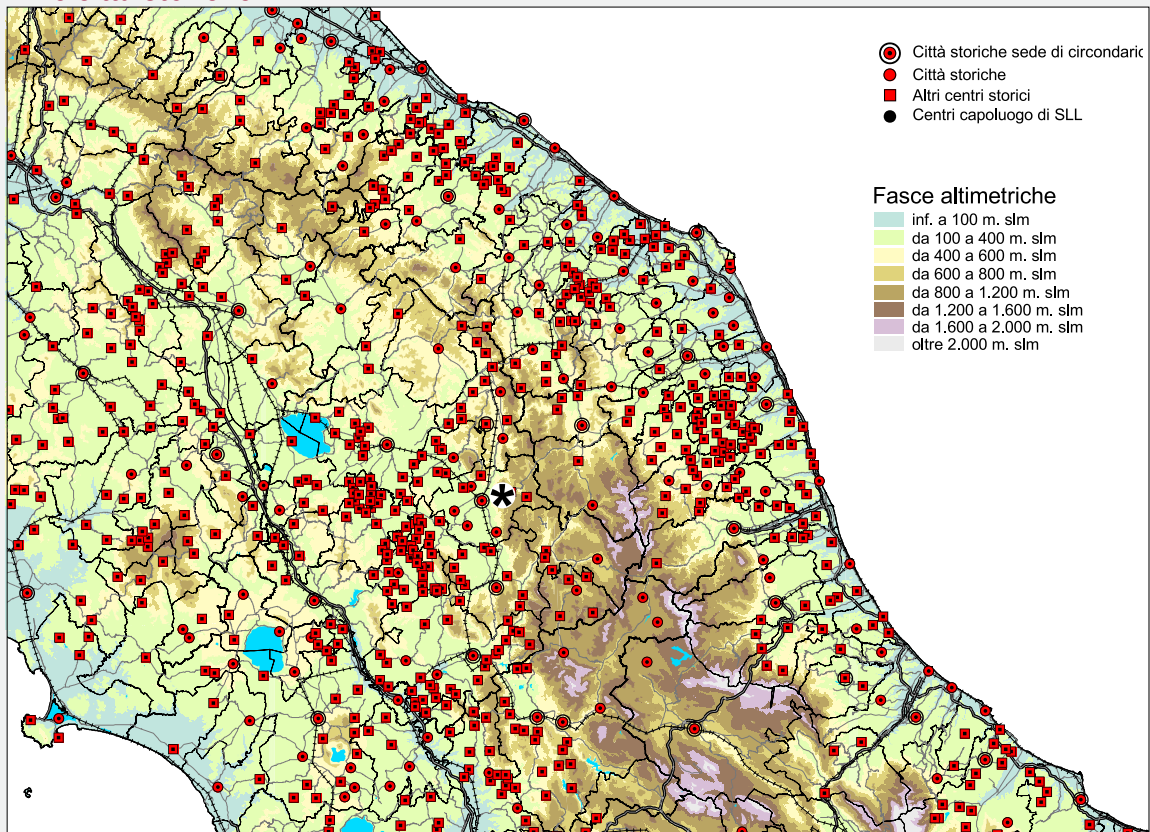 Città storiche sede di circondario
Città storiche
Altri centri storici
Centri capoluogo di SLL
Fasce altimetriche
inf. a 100 m. slm
da 100 a 400 m. slm
da 400 a 600 m. slm
da 600 a 800 m. slm
da 800 a 1.200 m. slm
da 1.200 a 1.600 m. slm
da 1.600 a 2.000 m. slm
oltre 2.000 m. slm
*